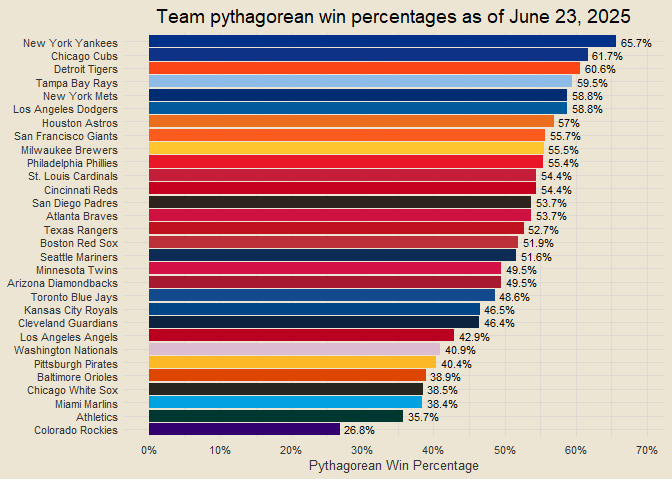 Team pythagorean win percentages as of June 23, 2025
New York Yankees 65.7%
Chicago Cubs 61.7%
Detroit Tigers 60.6%
Tampa Bay Rays 59.5%
New York Mets 58.8%
Los Angeles Dodgers 58.8%
Houston Astros 57%
San Francisco Giants 55.7%
Milwaukee Brewers 55.5%
Philadelphia Phillies 55.4%
St. Louis Cardinals 54.4%
Cincinnati Reds 54.4%
San Diego Padres 53.7%
Atlanta Braves 53.7%
Texas Rangers 52.7%
Boston Red Sox 51.9%
Seattle Mariners 51.6%
Minnesota Twins 49.5%
Arizona Diamondbacks 49.5%
Toronto Blue Jays 48.6%
Kansas City Royals 46.5%
Cleveland Guardians 46.4%
Los Angeles Angels 42.9%
Washington Nationals 40.9%
Pittsburgh Pirates 40.4%
Baltimore Orioles 38.9%
Chicago White Sox 38.5%
Miami Marlins 38.4%
Athletics 35.7%
Colorado Rockies 26.8%
0% 10% 20% 30% 40% 50% 60% 70%
Pythagorean Win Percentage